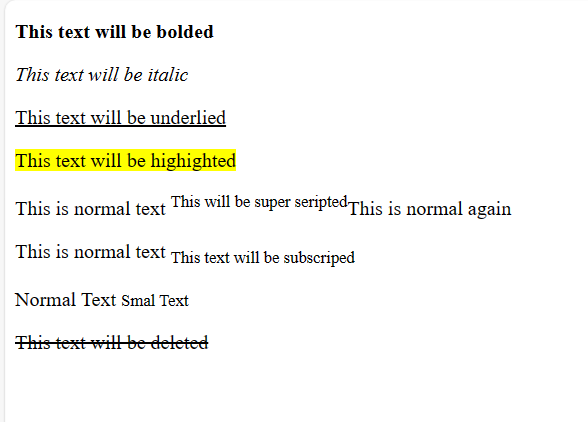 This text will be bolded
This text will be italic
This text will be underlied
This text will be highighted
This is normal text This will be super seriptedThis is normal again
This is normal text This text will be subscriped
Normal Text Smal Text
This text will be deleted